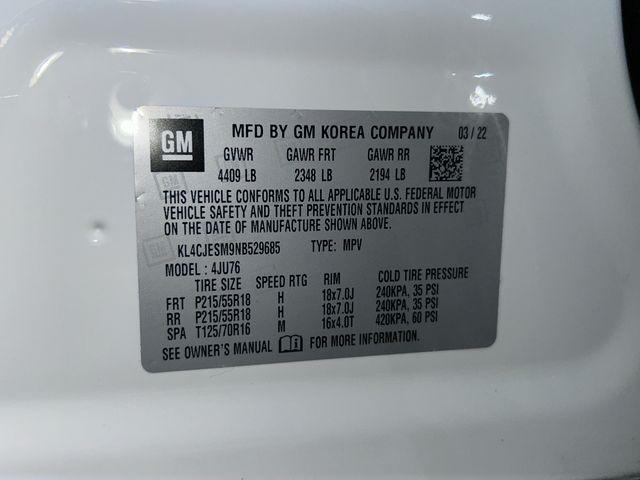 GM MFD BY GM KOREA COMPANY 03 / 22
GVWR GAWR FRT GAWR RR
4409 LB 2348 LB 2194 LB
THIS VEHICLE CONFORMS TO ALL APPLICABLE U.S. FEDERAL MOTOR
VEHICLE SAFETY AND THEFT PREVENTION STANDARDS IN EFFECT
ON THE DATE OF MANUFACTURE SHOWN ABOVE.
KL4CJESM9NB529685 TYPE: MPV
MODEL : 4JU76
TIRE SIZE SPEED RTG RIM COLD TIRE PRESSURE
FRT P215/55R18 H 18x7.0J 240KPA, 35 PSI
RR P215/55R18 H 18x7.0J 240KPA, 35 PSI
SPA T125/70R16 M 16x4.0T 420KPA, 60 PSI
SEE OWNER'S MANUAL FOR MORE INFORMATION.